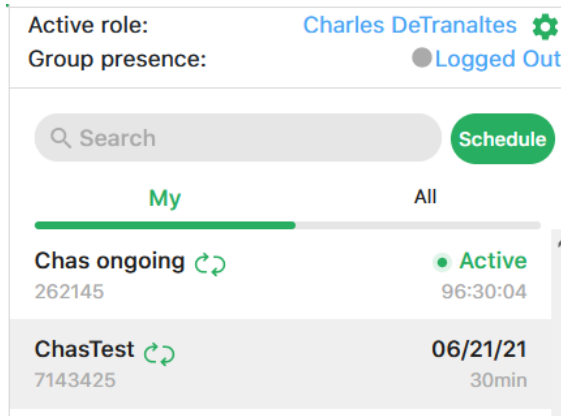 Active role: Charles DeTranaltes
Group presence: Logged Out
Search Schedule
My All
Chas ongoing Active
262145 96:30:04
ChasTest 06/21/21
7143425 30min